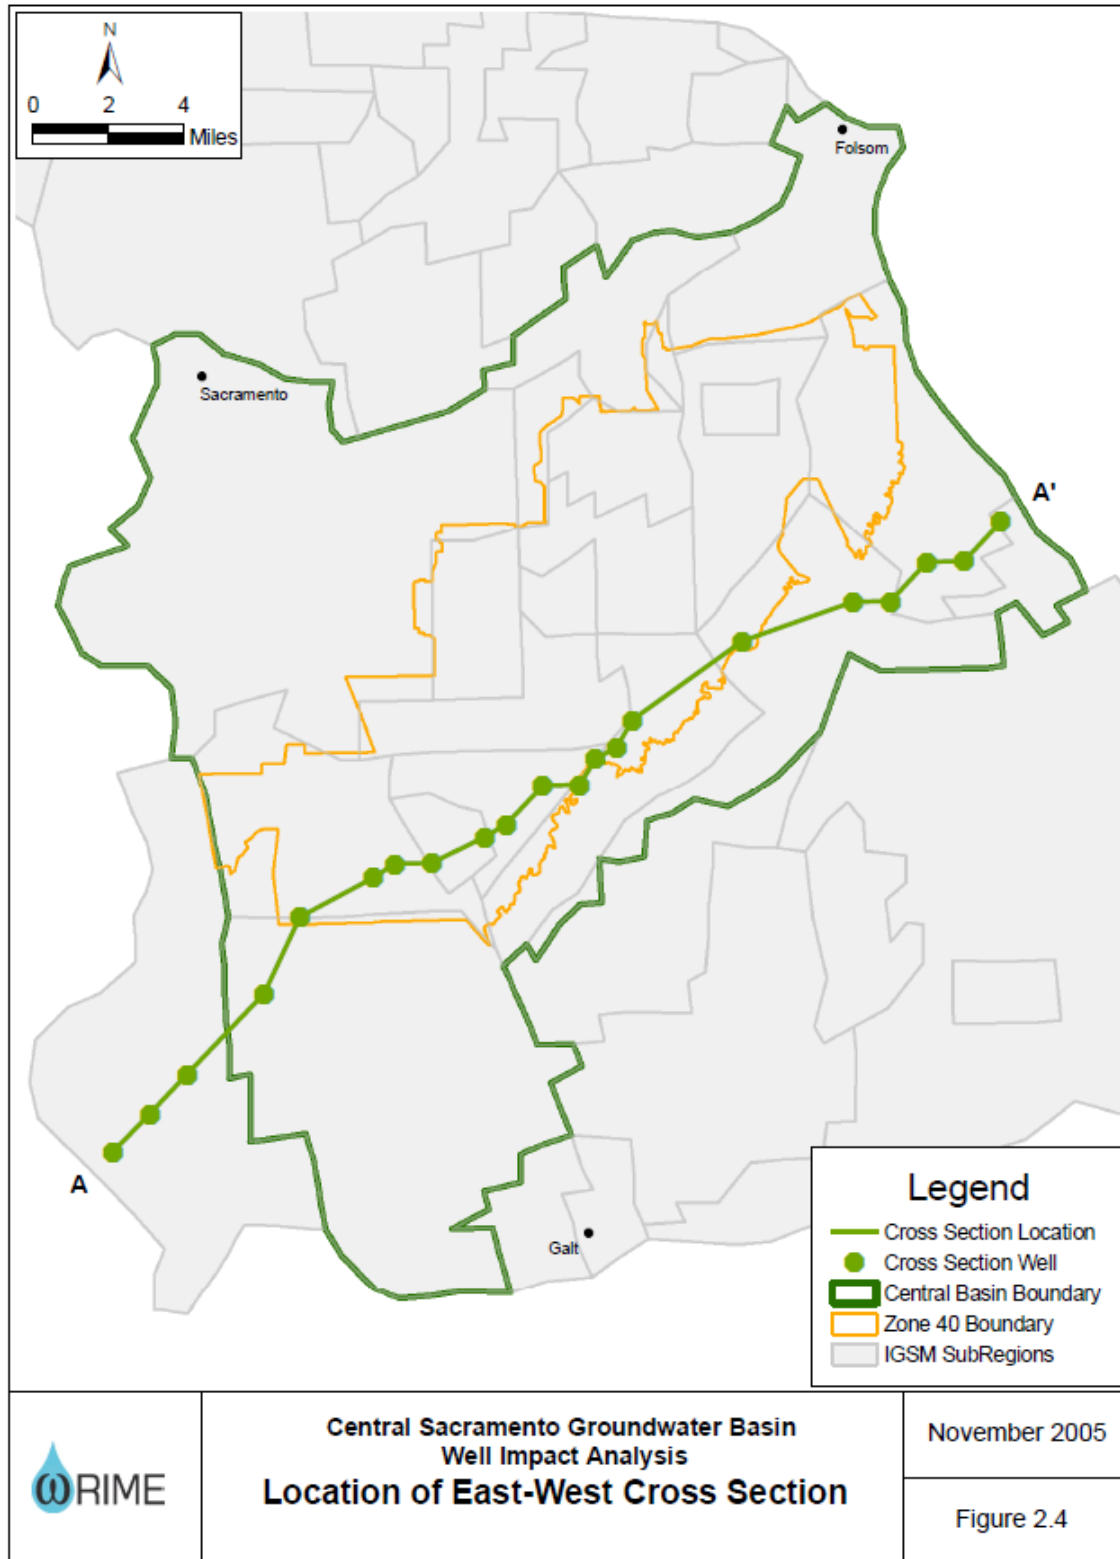 N
0 2 4
Miles
Folsom
Sacramento
A'
A
Galt
Legend
Cross Section Location
Cross Section Well
Central Basin Boundary
Zone 40 Boundary
IGSM SubRegions
ωRIME
Central Sacramento Groundwater Basin
Well Impact Analysis
Location of East-West Cross Section
November 2005
Figure 2.4